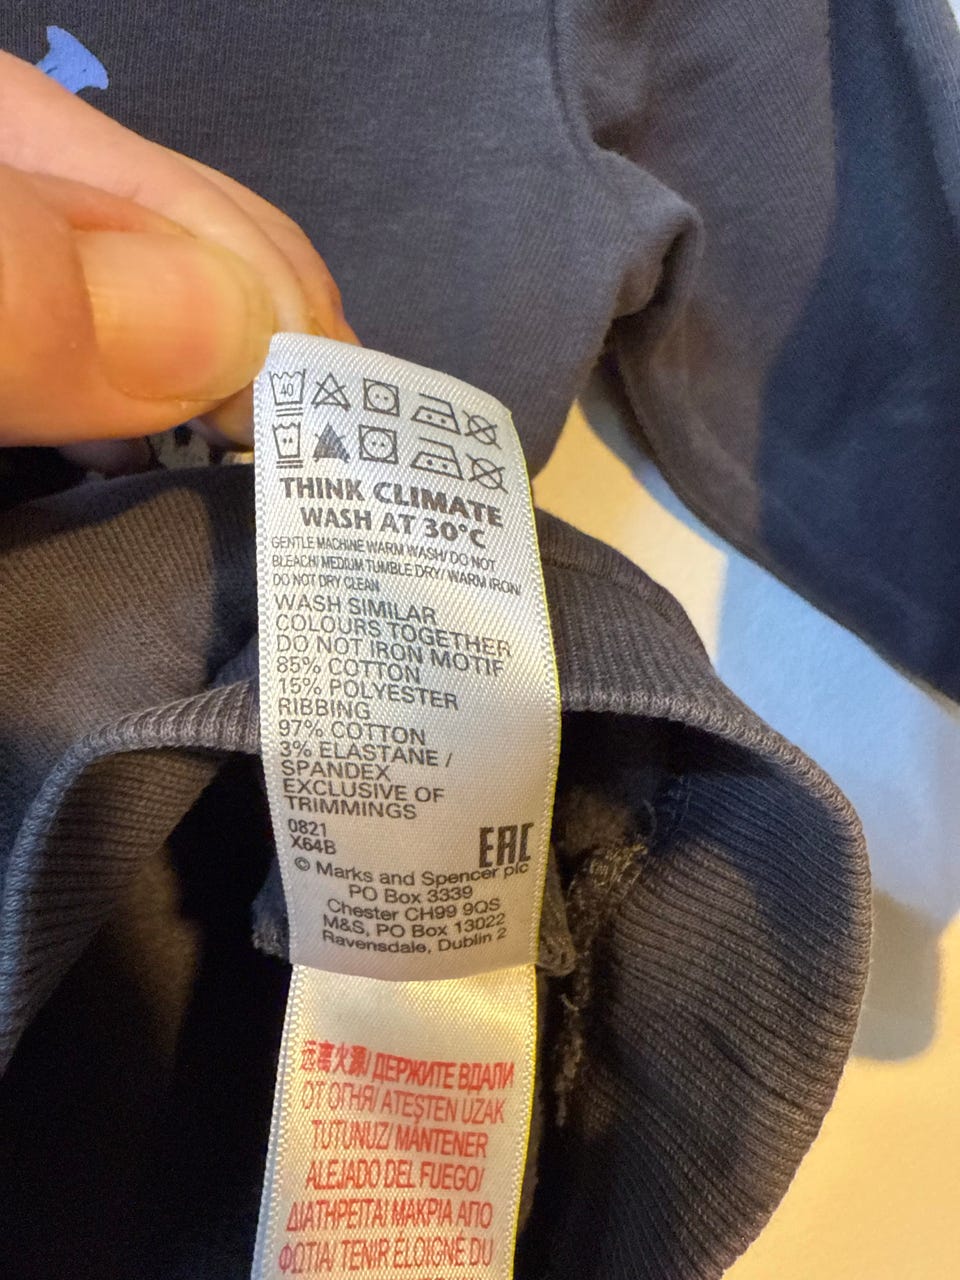 40
THINK CLIMATE
WASH AT 30°C
GENTLE MACHINE WARM WASH/ DO NOT
BLEACH/ MEDIUM TUMBLE DRY/ WARM IRON/
DO NOT DRY CLEAN
WASH SIMILAR
COLOURS TOGETHER
DO NOT IRON MOTIF
85% COTTON
15% POLYESTER
RIBBING
97% COTTON
3% ELASTANE /
SPANDEX
EXCLUSIVE OF
TRIMMINGS
0821
X64B
EAC
© Marks and Spencer plc
PO Box 3339
Chester CH99 9QS
M&S, PO Box 13022
Ravensdale, Dublin 2
远离火源/ ДЕРЖИТЕ ВДАЛИ
ОТ ОГНЯ/ ATEŞTEN UZAK
TUTUNUZ/ MANTENER
ALEJADO DEL FUEGO/
ΔΙΑΤΗΡΕΙΤΑΙ ΜΑΚΡΙΑ ΑΠΟ
ΦΩΤΙΑ/ TENIR ÉLOIGNÉ DU